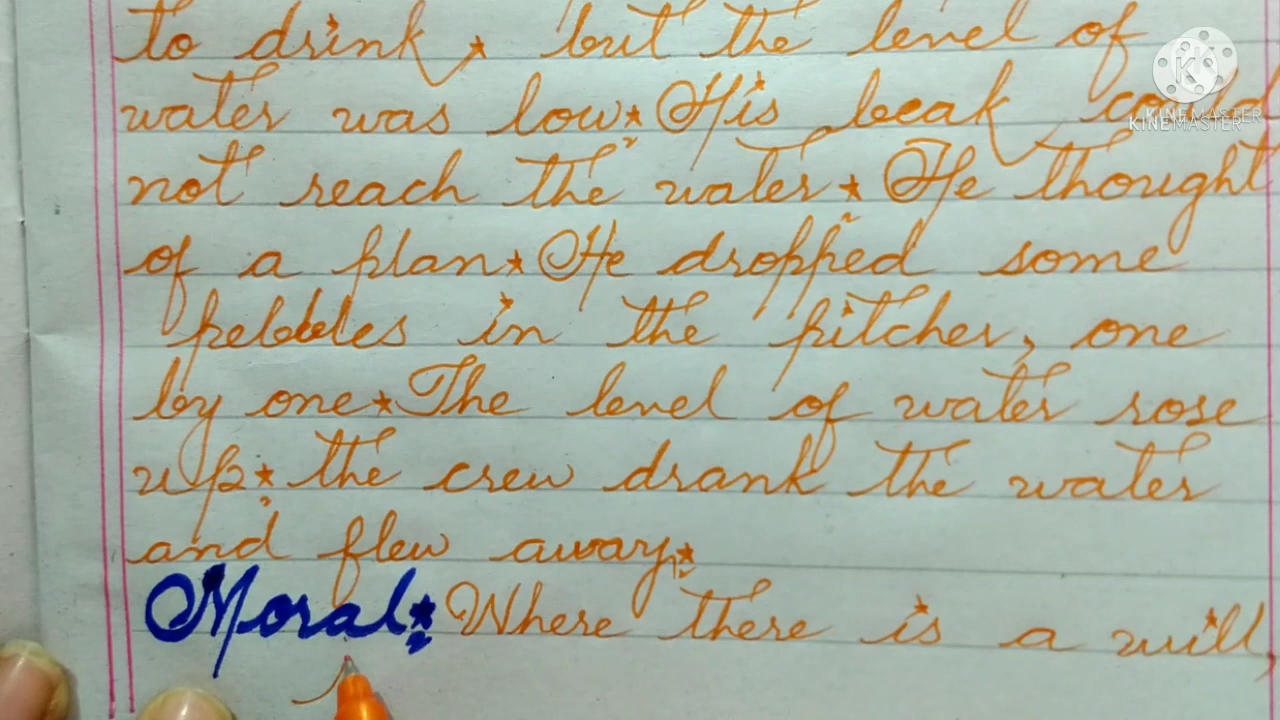 to drink, but the level of
water was low. His beak could
not reach the water. He thought
of a plan. He dropped some
pebbles in the pitcher, one
by one. The level of water rose
up. the crew drank the water
and flew away.
Moral: Where there is a will,
KINEMASTER
KINEMASTER